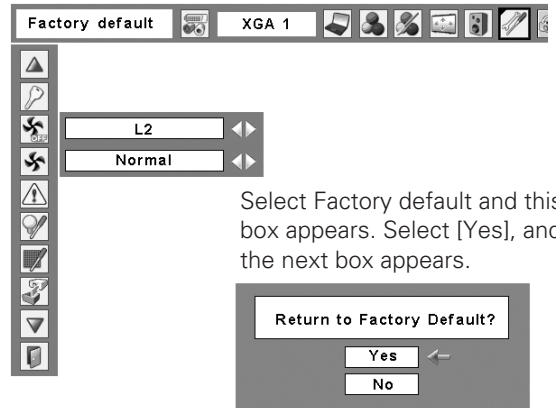 Factory default
XGA 1
OFF
L2
Normal
Select Factory default and this
box appears. Select [Yes], and
the next box appears.
Return to Factory Default?
Yes
No